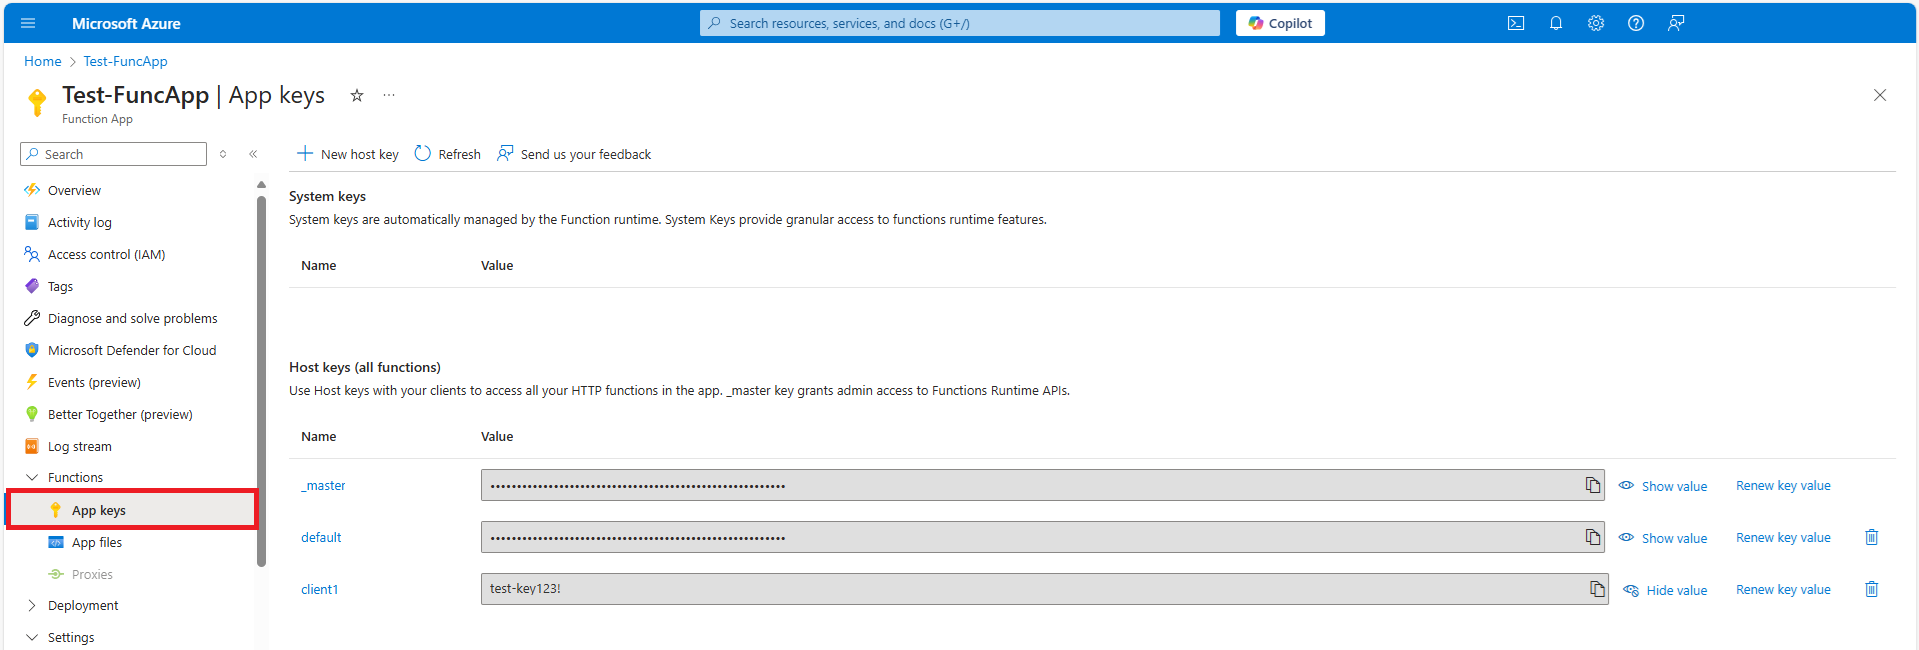 Microsoft Azure
Search resources, services, and docs (G+/)
Copilot
Home > Test-FuncApp
Test-FuncApp | App keys
Function App
Search
New host key
Refresh
Send us your feedback
Overview
Activity log
Access control (IAM)
Tags
Diagnose and solve problems
Microsoft Defender for Cloud
Events (preview)
Better Together (preview)
Log stream
Functions
App keys
App files
Proxies
Deployment
Settings
System keys
System keys are automatically managed by the Function runtime. System Keys provide granular access to functions runtime features.
Name Value
Host keys (all functions)
Use Host keys with your clients to access all your HTTP functions in the app. _master key grants admin access to Functions Runtime APIs.
Name Value
_master Show value Renew key value
default Show value Renew key value
client1 test-key123! Hide value Renew key value